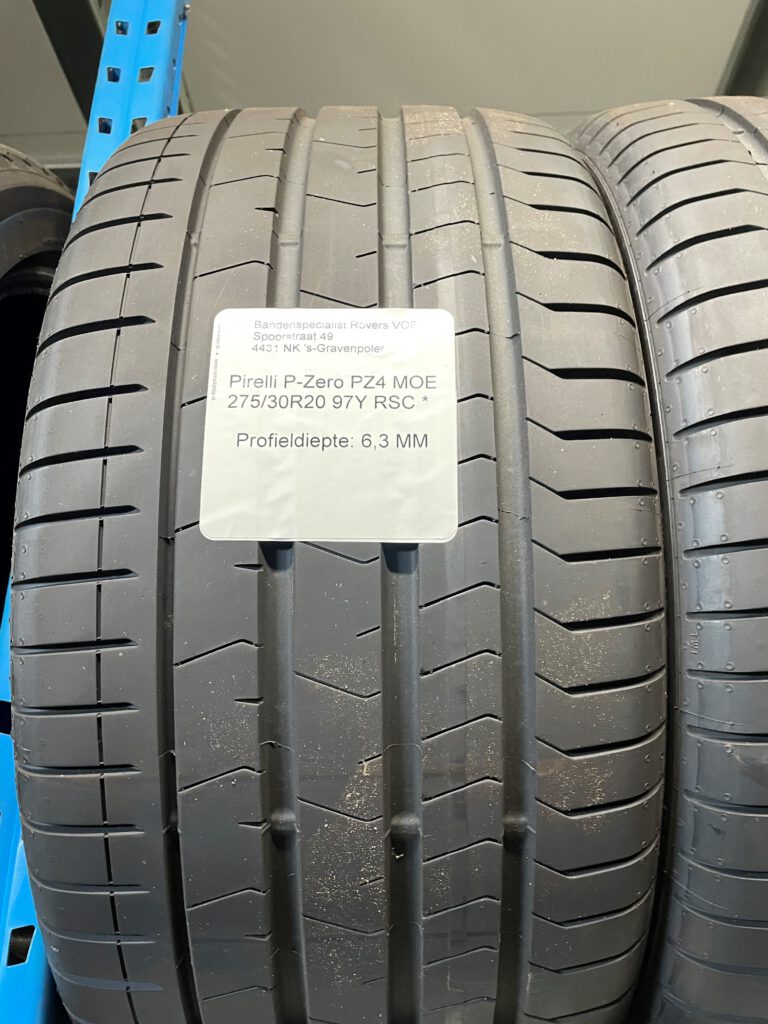 Bandenspecialist Rovers VOF
Spoorstraat 49
4431 NK 's-Gravenpolder
Pirelli P-Zero PZ4 MOE
275/30R20 97Y RSC *
Profieldiepte: 6,3 MM
TWI